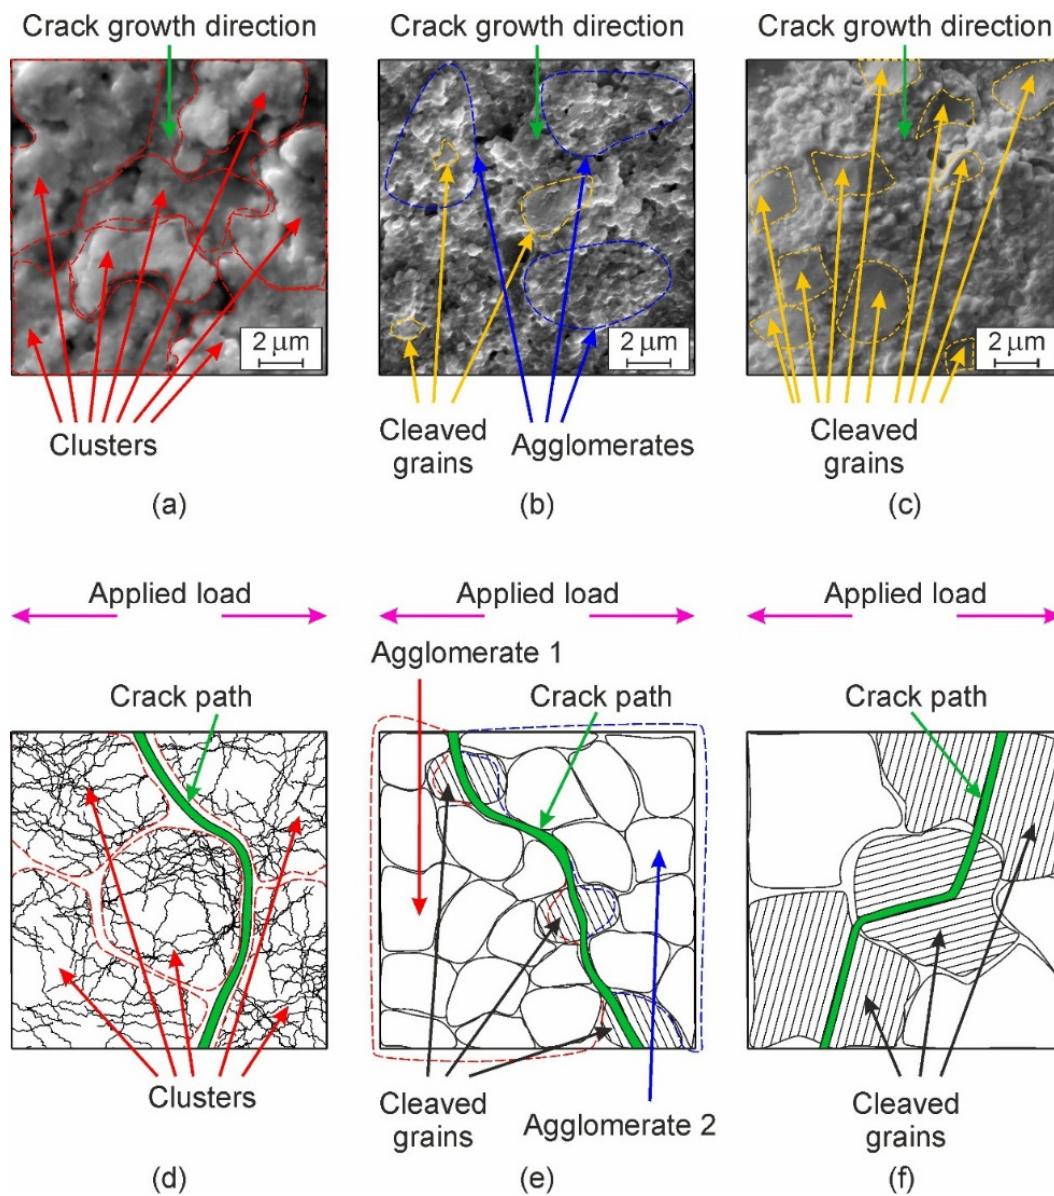 Crack growth direction
Crack growth direction
Crack growth direction
2 μm
2 μm
2 μm
Clusters
Cleaved
grains
Agglomerates
Cleaved
grains
(a)
(b)
(c)
Applied load
Applied load
Applied load
Agglomerate 1
Crack path
Crack path
Crack path
Clusters
Cleaved
grains
Agglomerate 2
Cleaved
grains
(d)
(e)
(f)